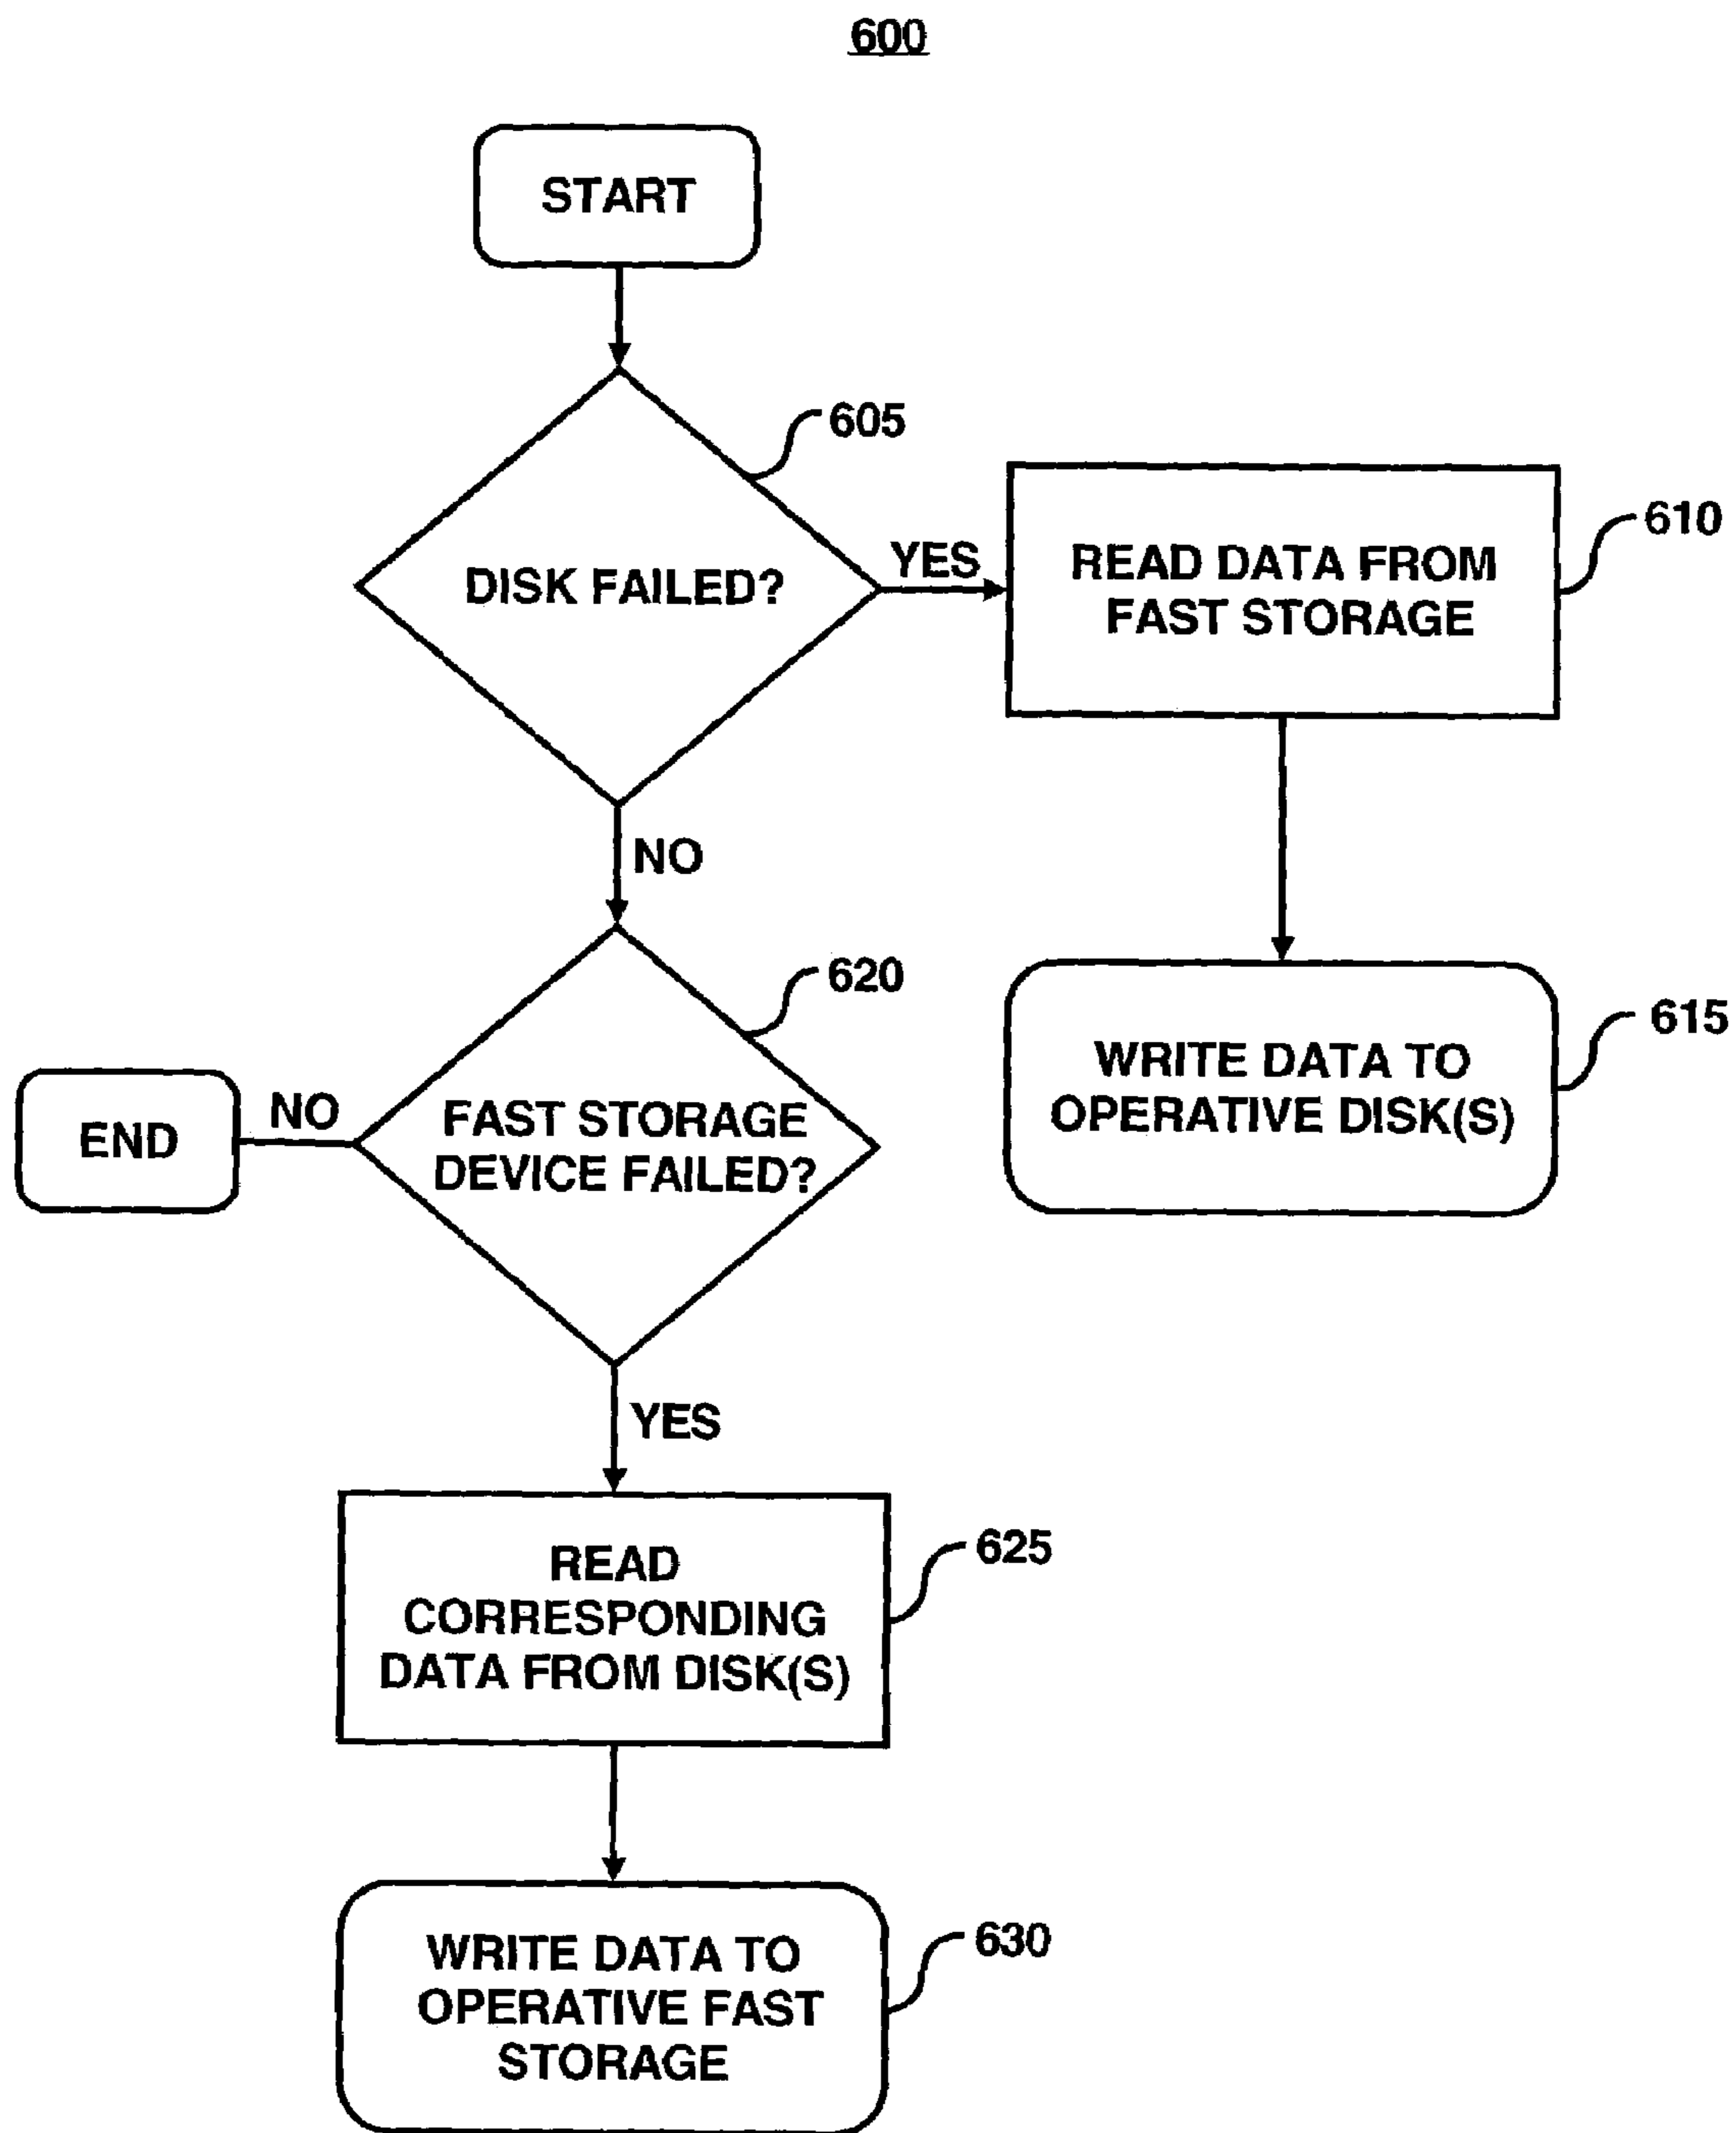 600
START
605
DISK FAILED?
YES
READ DATA FROM
FAST STORAGE
610
NO
WRITE DATA TO
OPERATIVE DISK(S)
615
620
FAST STORAGE
DEVICE FAILED?
NO
END
YES
READ
CORRESPONDING
DATA FROM DISK(S)
625
WRITE DATA TO
OPERATIVE FAST
STORAGE
630